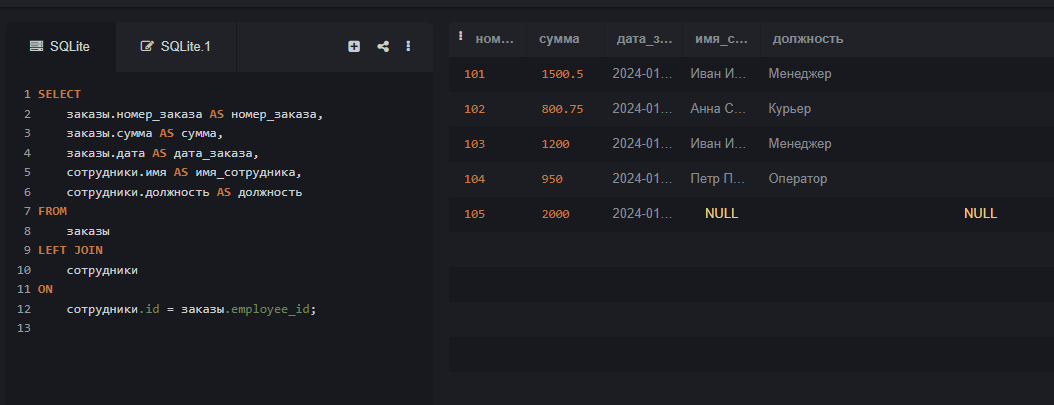 SQLite SQLite.1
1 SELECT
2 заказы.номер_заказа AS номер_заказа,
3 заказы.сумма AS сумма,
4 заказы.дата AS дата_заказа,
5 сотрудники.имя AS имя_сотрудника,
6 сотрудники.должность AS должность
7 FROM
8 заказы
9 LEFT JOIN
10 сотрудники
11 ON
12 сотрудники.id = заказы.employee_id;
13
ном... сумма дата_з... имя_с... должность
101 1500.5 2024-01... Иван И... Менеджер
102 800.75 2024-01... Анна С... Курьер
103 1200 2024-01... Иван И... Менеджер
104 950 2024-01... Петр П... Оператор
105 2000 2024-01... NULL NULL